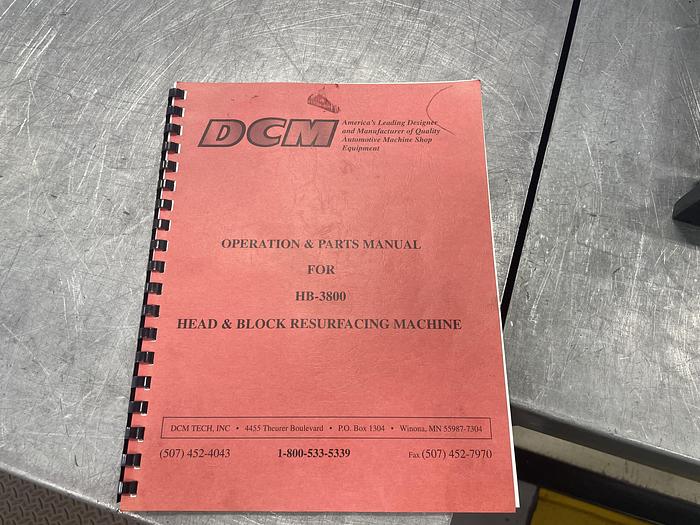 DCM
America's Leading Designer
and Manufacturer of Quality
Automotive Machine Shop
Equipment
OPERATION & PARTS MANUAL
FOR
HB-3800
HEAD & BLOCK RESURFACING MACHINE
DCM TECH, INC • 4455 Theurer Boulevard • P.O. Box 1304 • Winona, MN 55987-7304
(507) 452-4043 1-800-533-5339 Fax (507) 452-7970